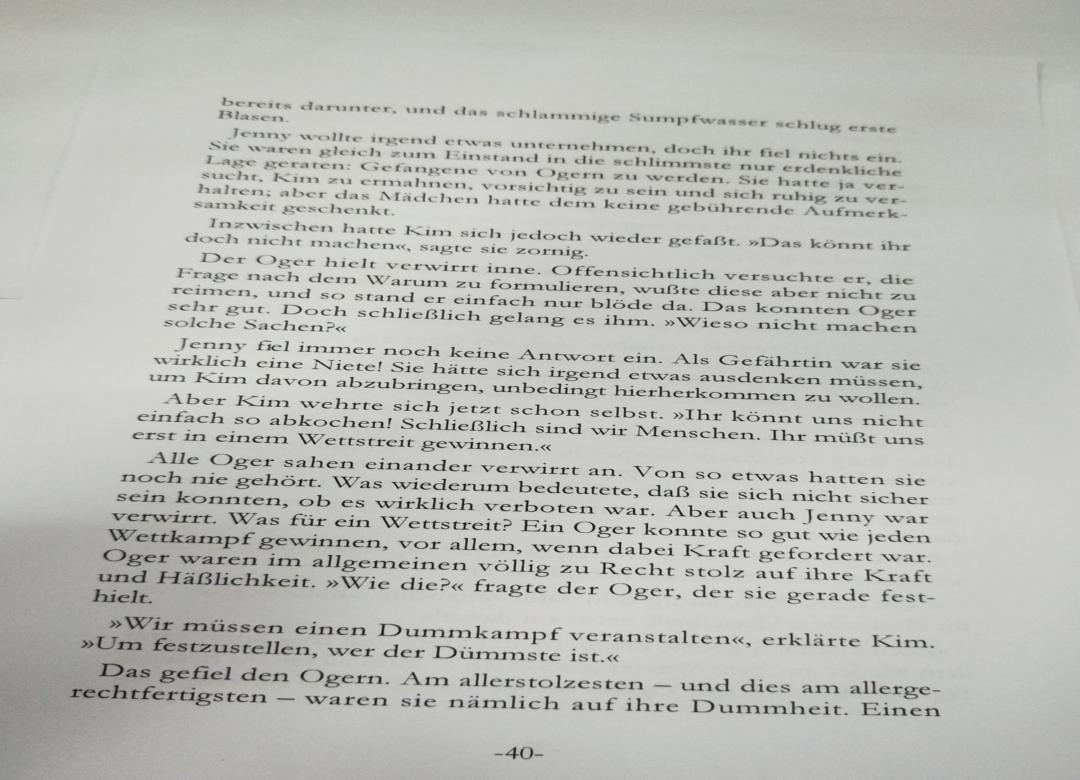 bereits darunter, und das schlammige Sumpfwasser schlug erste
Blasen.
Jenny wollte irgend etwas unternehmen, doch ihr fiel nichts ein.
Sie waren gleich zum Einstand in die schlimmste nur erdenkliche
Lage geraten: Gefangene von Ogern zu werden. Sie hatte ja ver-
sucht, Kim zu ermahnen, vorsichtig zu sein und sich ruhig zu ver-
halten; aber das Mädchen hatte dem keine gebührende Aufmerk-
samkeit geschenkt.
Inzwischen hatte Kim sich jedoch wieder gefaßt. »Das könnt ihr
doch nicht machen«, sagte sie zornig.
Der Oger hielt verwirrt inne. Offensichtlich versuchte er, die
Frage nach dem Warum zu formulieren, wußte diese aber nicht zu
reimen, und so stand er einfach nur blöde da. Das konnten Oger
sehr gut. Doch schließlich gelang es ihm. »Wieso nicht machen
solche Sachen?«
Jenny fiel immer noch keine Antwort ein. Als Gefährtin war sie
wirklich eine Niete! Sie hätte sich irgend etwas ausdenken müssen,
um Kim davon abzubringen, unbedingt hierherkommen zu wollen.
Aber Kim wehrte sich jetzt schon selbst. »Ihr könnt uns nicht
einfach so abkochen! Schließlich sind wir Menschen. Ihr müßt uns
erst in einem Wettstreit gewinnen.«
Alle Oger sahen einander verwirrt an. Von so etwas hatten sie
noch nie gehört. Was wiederum bedeutete, daß sie sich nicht sicher
sein konnten, ob es wirklich verboten war. Aber auch Jenny war
verwirrt. Was für ein Wettstreit? Ein Oger konnte so gut wie jeden
Wettkampf gewinnen, vor allem, wenn dabei Kraft gefordert war.
Oger waren im allgemeinen völlig zu Recht stolz auf ihre Kraft
und Häßlichkeit. »Wie die?« fragte der Oger, der sie gerade fest-
hielt.
»Wir müssen einen Dummkampf veranstalten«, erklärte Kim.
»Um festzustellen, wer der Dümmste ist.«
Das gefiel den Ogern. Am allerstolzesten – und dies am allerge-
rechtfertigsten – waren sie nämlich auf ihre Dummheit. Einen
-40-